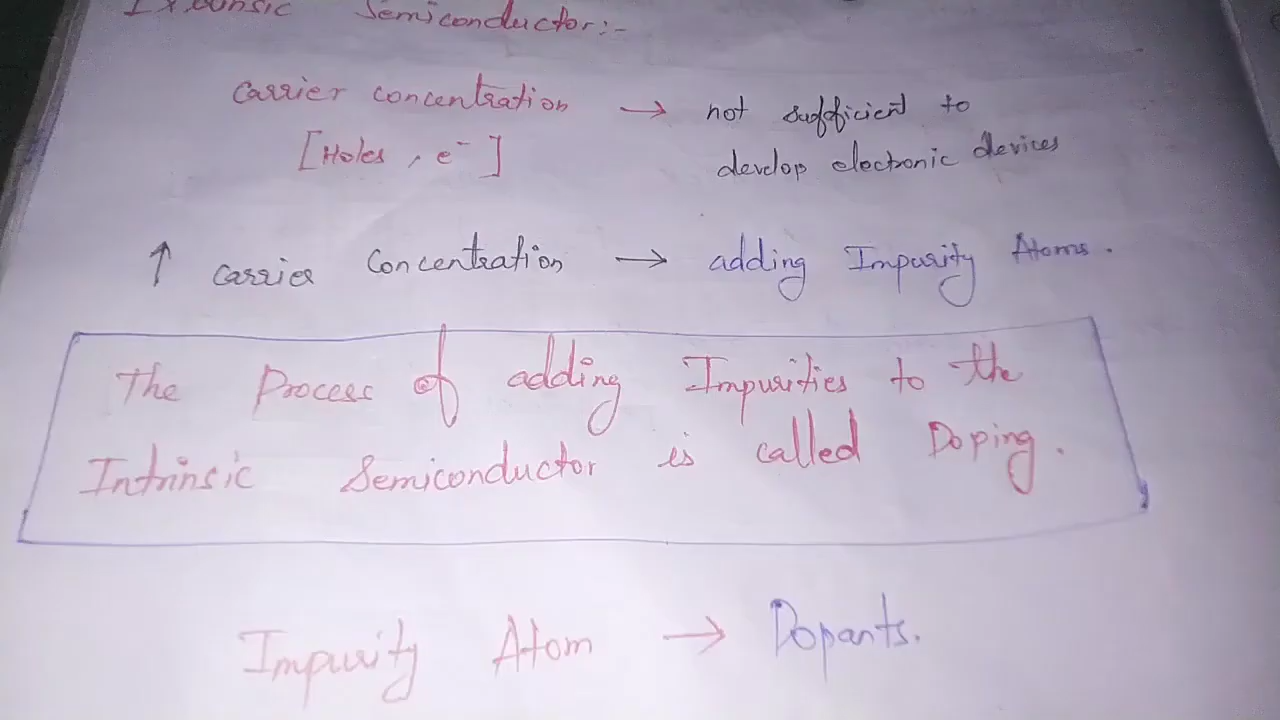 Extrinsic Semiconductor:-
Carrier concentration → not sufficient to
[Holes, e⁻] develop electronic devices
↑ Carrier Concentration → adding Impurity Atoms.
The Process of adding Impurities to the
Intrinsic Semiconductor is called Doping.
Impurity Atom → Dopants.